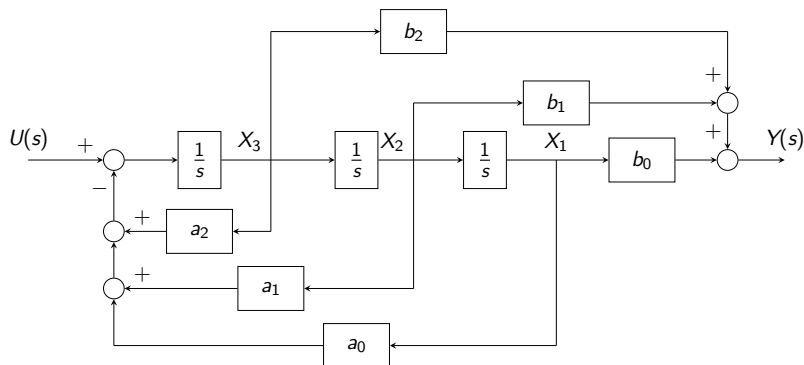 b₂
+
b₁
U(s)
+
1/s
X₃
1/s
X₂
1/s
X₁
b₀
+
Y(s)
−
+
a₂
+
a₁
a₀